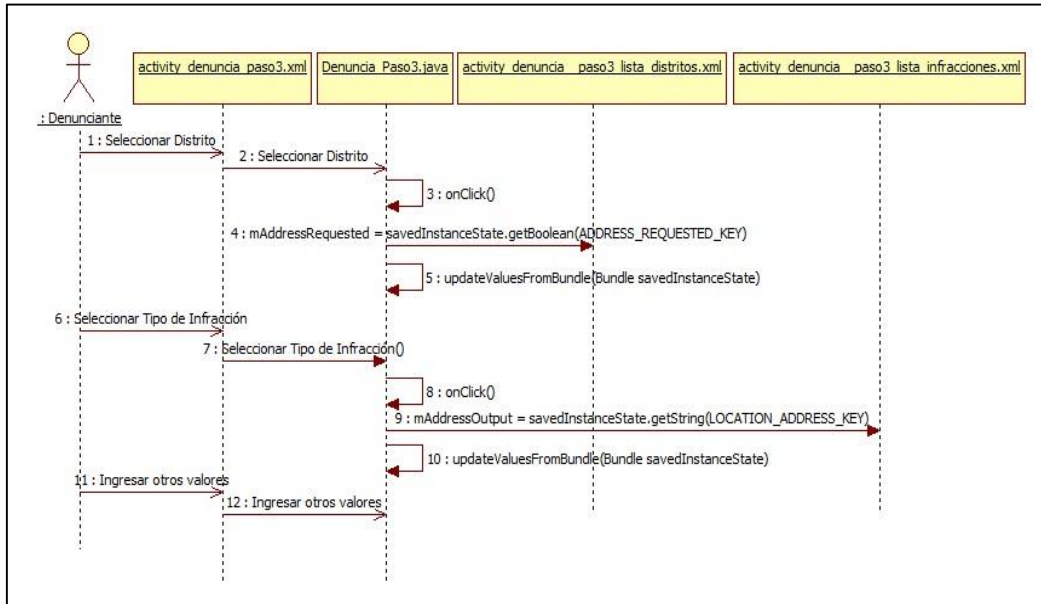 activity_denuncia_paso3.xml
Denuncia_Paso3.java
activity_denuncia__paso3_lista_distritos.xml
activity_denuncia__paso3_lista_infracciones.xml
: Denunciante
1 : Seleccionar Distrito
2 : Seleccionar Distrito
3 : onClick()
4 : mAddressRequested = savedInstanceState.getBoolean(ADDRESS_REQUESTED_KEY)
5 : updateValuesFromBundle(Bundle savedInstanceState)
6 : Seleccionar Tipo de Infracción
7 : Seleccionar Tipo de Infracción()
8 : onClick()
9 : mAddressOutput = savedInstanceState.getString(LOCATION_ADDRESS_KEY)
10 : updateValuesFromBundle(Bundle savedInstanceState)
11 : Ingresar otros valores
12 : Ingresar otros valores